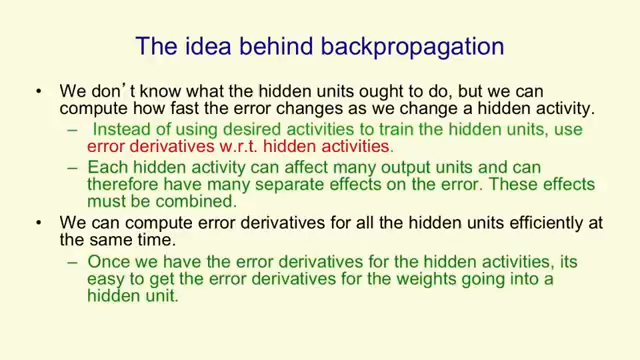 The idea behind backpropagation
• We don’t know what the hidden units ought to do, but we can
compute how fast the error changes as we change a hidden activity.
– Instead of using desired activities to train the hidden units, use
error derivatives w.r.t. hidden activities.
– Each hidden activity can affect many output units and can
therefore have many separate effects on the error. These effects
must be combined.
• We can compute error derivatives for all the hidden units efficiently at
the same time.
– Once we have the error derivatives for the hidden activities, its
easy to get the error derivatives for the weights going into a
hidden unit.